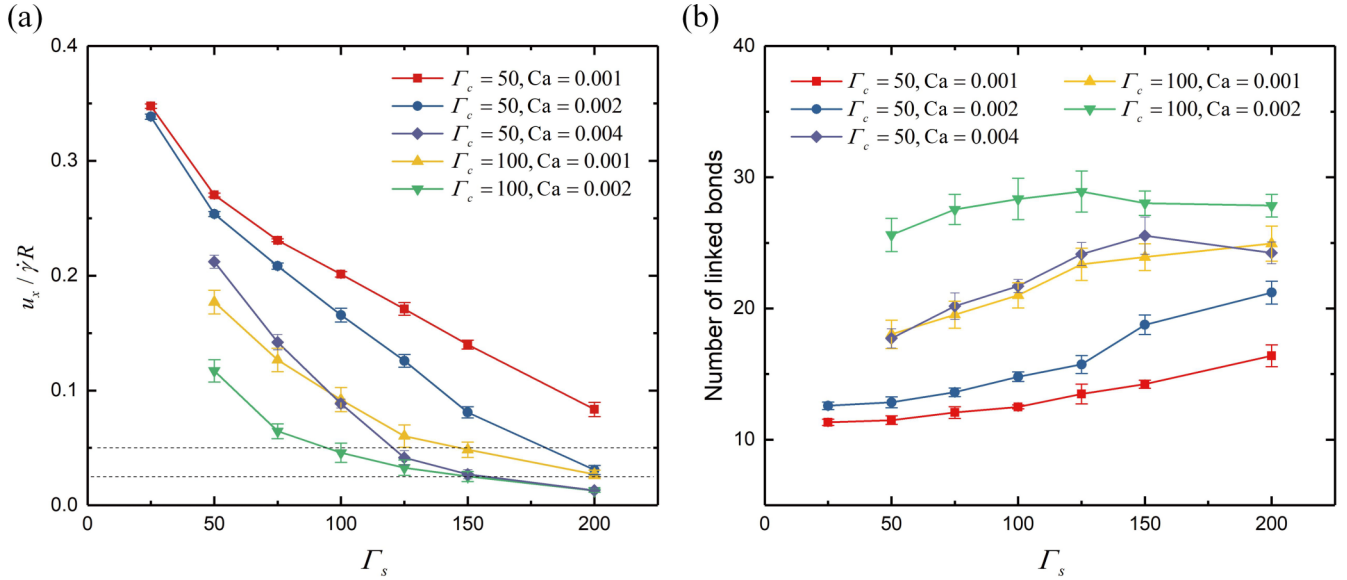 (a)
0.4
0.3
0.2
0.1
0.0
u_x / γ̇R
0
50
100
150
200
Γ_s
Γ_c = 50, Ca = 0.001
Γ_c = 50, Ca = 0.002
Γ_c = 50, Ca = 0.004
Γ_c = 100, Ca = 0.001
Γ_c = 100, Ca = 0.002
(b)
40
30
20
10
Number of linked bonds
0
50
100
150
200
Γ_s
Γ_c = 50, Ca = 0.001
Γ_c = 50, Ca = 0.002
Γ_c = 50, Ca = 0.004
Γ_c = 100, Ca = 0.001
Γ_c = 100, Ca = 0.002